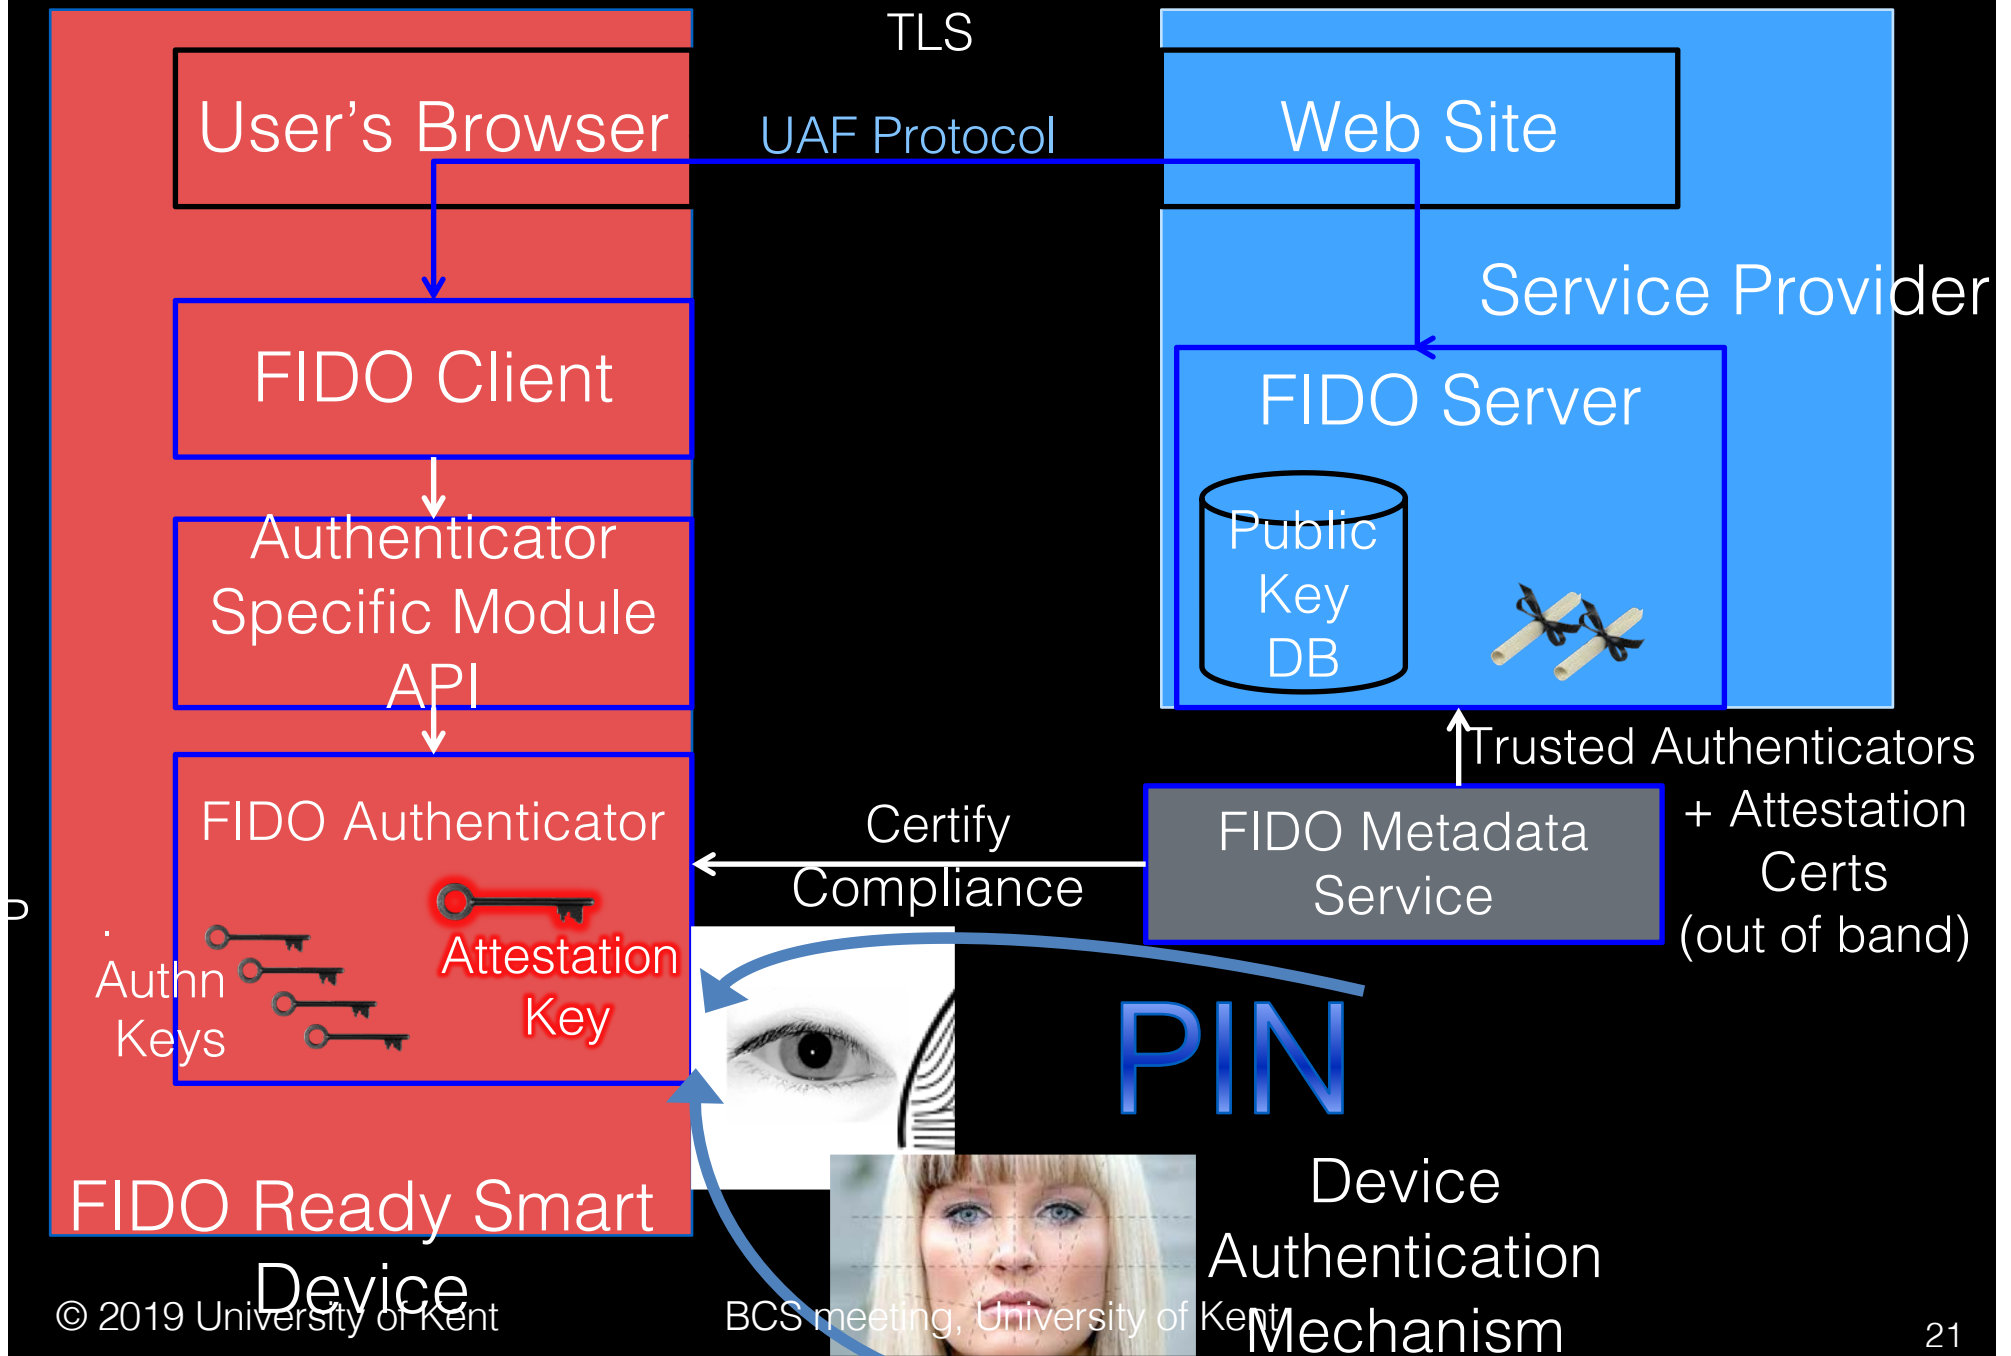 TLS
User's Browser
UAF Protocol
Web Site
Service Provider
FIDO Client
FIDO Server
Authenticator
Specific Module
API
Public
Key
DB
Trusted Authenticators
+ Attestation
Certs
(out of band)
FIDO Authenticator
Certify
Compliance
FIDO Metadata
Service
Attestation
Key
Authn
Keys
PIN
FIDO Ready Smart
Device
Device
Authentication
Mechanism
© 2019 University of Kent
BCS meeting, University of Kent
21